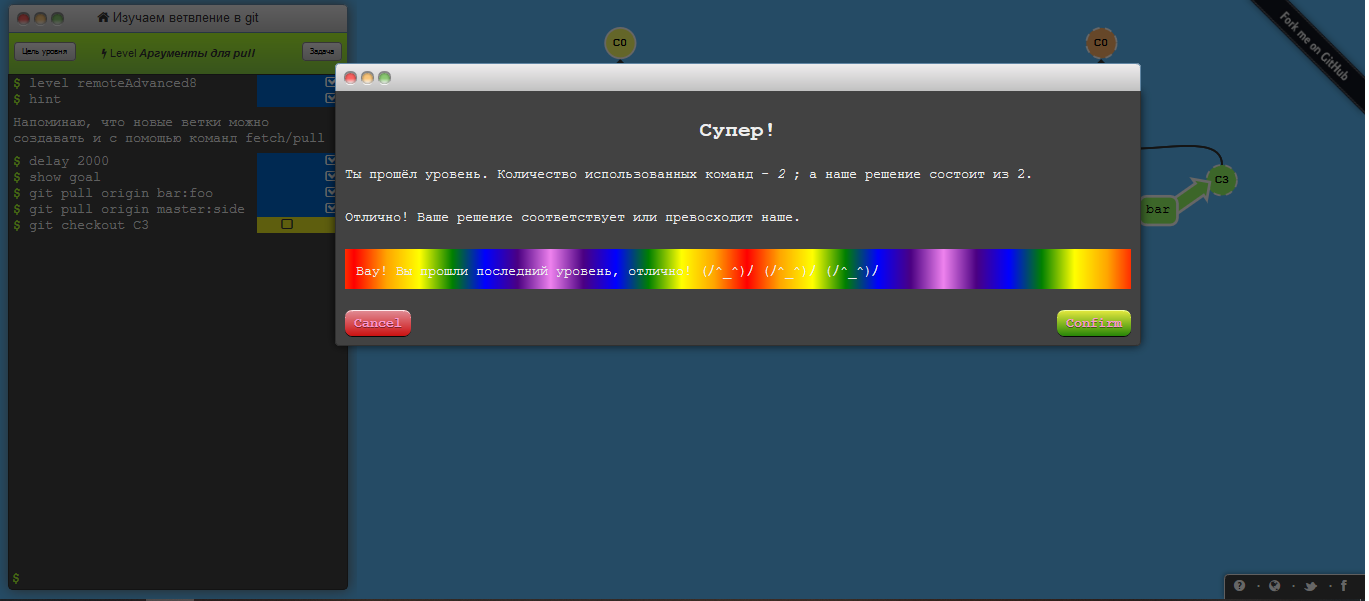 Изучаем ветвление в git
Цель уровня
Level Аргументы для pull
Задача
$ level remoteAdvanced8
$ hint
Напоминаю, что новые ветки можно
создавать и с помощью команд fetch/pull
$ delay 2000
$ show goal
$ git pull origin bar:foo
$ git pull origin master:side
$ git checkout C3
$
C0
C0
Fork me on GitHub
C3
bar
Супер!
Ты прошёл уровень. Количество использованных команд - 2 ; а наше решение состоит из 2.
Отлично! Ваше решение соответствует или превосходит наше.
Вау! Вы прошли последний уровень, отлично! (/^_^)/ (/^_^)/ (/^_^)/
Cancel
Confirm